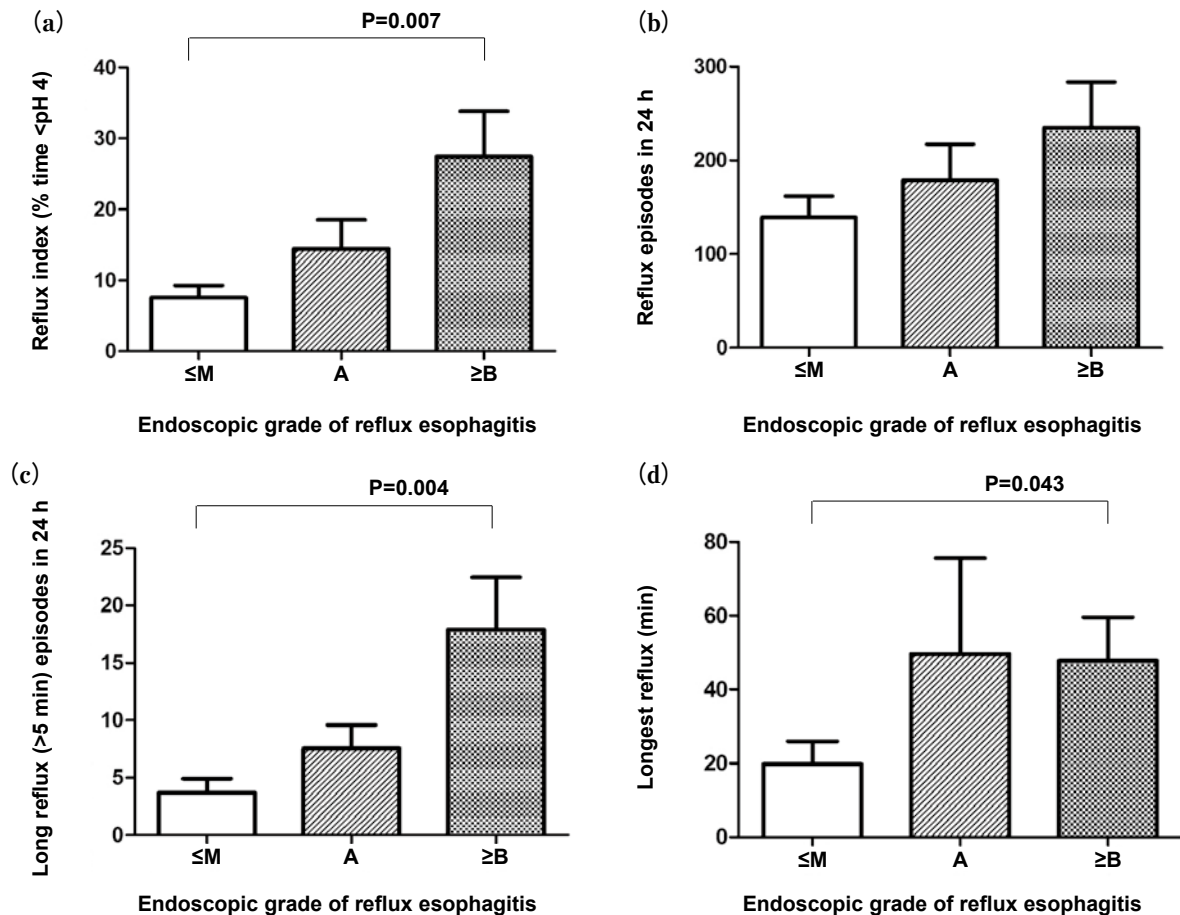 (a)
P=0.007
Reflux index (% time <pH 4)
40
30
20
10
0
≤M
A
≥B
Endoscopic grade of reflux esophagitis
(b)
Reflux episodes in 24 h
300
200
100
0
≤M
A
≥B
Endoscopic grade of reflux esophagitis
(c)
P=0.004
Long reflux (>5 min) episodes in 24 h
25
20
15
10
5
0
≤M
A
≥B
Endoscopic grade of reflux esophagitis
(d)
P=0.043
Longest reflux (min)
80
60
40
20
0
≤M
A
≥B
Endoscopic grade of reflux esophagitis